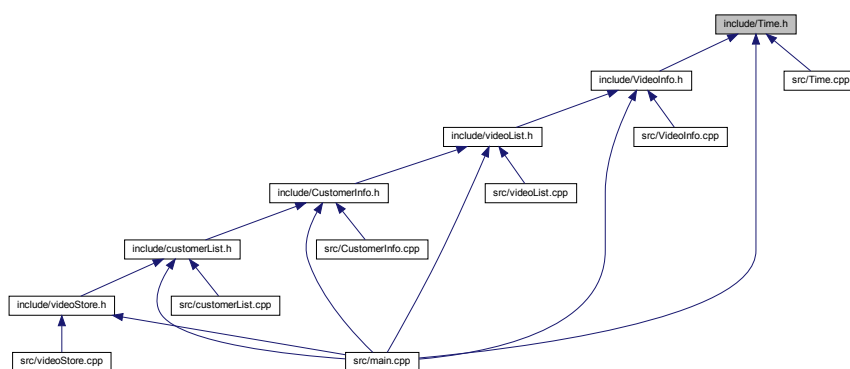 include/Time.h
include/VideoInfo.h
src/Time.cpp
include/videoList.h
src/VideoInfo.cpp
include/CustomerInfo.h
src/videoList.cpp
include/customerList.h
src/CustomerInfo.cpp
include/videoStore.h
src/customerList.cpp
src/videoStore.cpp
src/main.cpp